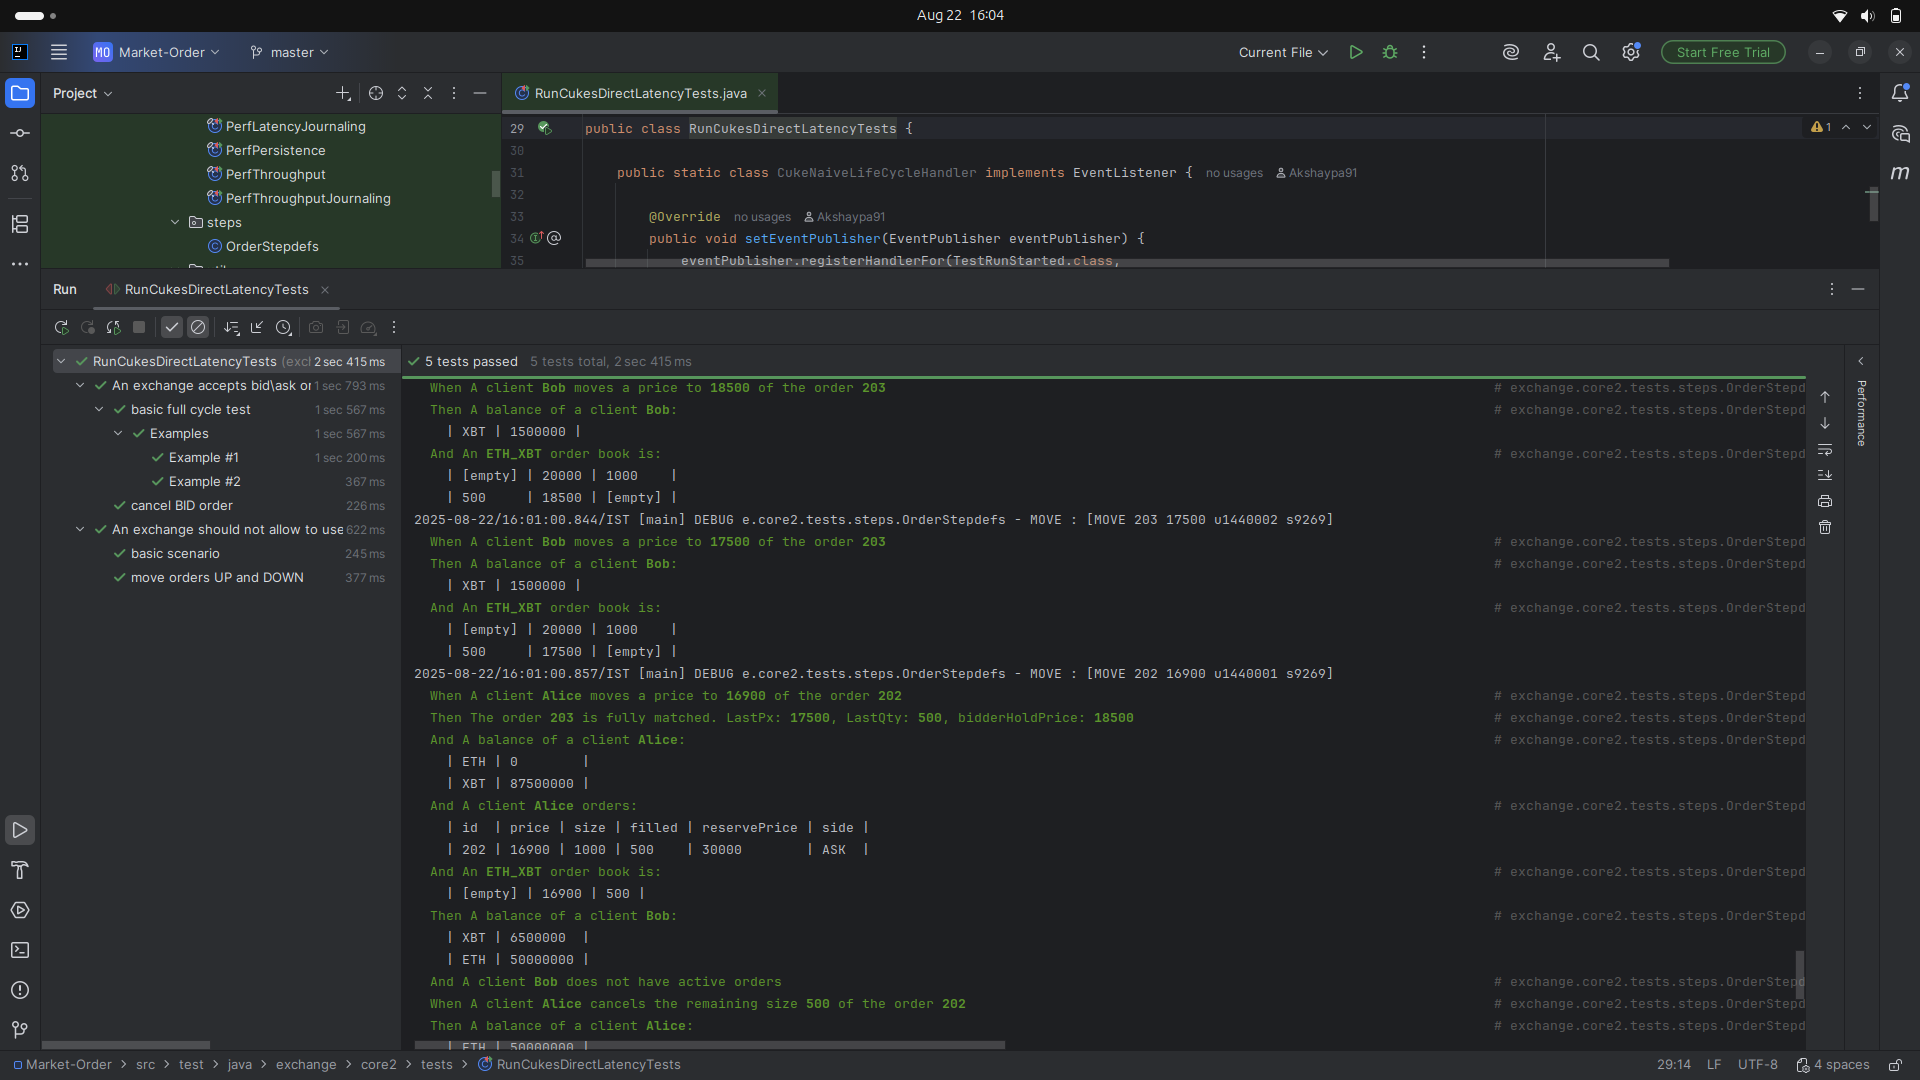 Aug 22 16:04
MO Market-Order master Current File Start Free Trial
Project
RunCukesDirectLatencyTests.java
PerfLatencyJournaling
PerfPersistence
PerfThroughput
PerfThroughputJournaling
steps
OrderStepdefs
29 public class RunCukesDirectLatencyTests {
1
30
31 public static class CukeNaiveLifeCycleHandler implements EventListener { no usages Akshaypa91
32
33 @Override no usages Akshaypa91
34 public void setEventPublisher(EventPublisher eventPublisher) {
35 eventPublisher.registerHandlerFor(TestRunStarted.class,
Run RunCukesDirectLatencyTests
RunCukesDirectLatencyTests (excl 2 sec 415 ms
An exchange accepts bid\ask or 1 sec 793 ms
basic full cycle test 1 sec 567 ms
Examples 1 sec 567 ms
Example #1 1 sec 200 ms
Example #2 367 ms
cancel BID order 226 ms
An exchange should not allow to use 622 ms
basic scenario 245 ms
move orders UP and DOWN 377 ms
5 tests passed 5 tests total, 2 sec 415 ms
When A client Bob moves a price to 18500 of the order 203 # exchange.core2.tests.steps.OrderStepd
Then A balance of a client Bob: # exchange.core2.tests.steps.OrderStepd
| XBT | 1500000 |
And An ETH_XBT order book is: # exchange.core2.tests.steps.OrderStepd
| [empty] | 20000 | 1000 |
| 500 | 18500 | [empty] |
2025-08-22/16:01:00.844/IST [main] DEBUG e.core2.tests.steps.OrderStepdefs - MOVE : [MOVE 203 17500 u1440002 s9269]
When A client Bob moves a price to 17500 of the order 203 # exchange.core2.tests.steps.OrderStepd
Then A balance of a client Bob: # exchange.core2.tests.steps.OrderStepd
| XBT | 1500000 |
And An ETH_XBT order book is: # exchange.core2.tests.steps.OrderStepd
| [empty] | 20000 | 1000 |
| 500 | 17500 | [empty] |
2025-08-22/16:01:00.857/IST [main] DEBUG e.core2.tests.steps.OrderStepdefs - MOVE : [MOVE 202 16900 u1440001 s9269]
When A client Alice moves a price to 16900 of the order 202 # exchange.core2.tests.steps.OrderStepd
Then The order 203 is fully matched. LastPx: 17500, LastQty: 500, bidderHoldPrice: 18500 # exchange.core2.tests.steps.OrderStepd
And A balance of a client Alice: # exchange.core2.tests.steps.OrderStepd
| ETH | 0 |
| XBT | 87500000 |
And A client Alice orders: # exchange.core2.tests.steps.OrderStepd
| id | price | size | filled | reservePrice | side |
| 202 | 16900 | 1000 | 500 | 30000 | ASK |
And An ETH_XBT order book is: # exchange.core2.tests.steps.OrderStepd
| [empty] | 16900 | 500 |
Then A balance of a client Bob: # exchange.core2.tests.steps.OrderStepd
| XBT | 6500000 |
| ETH | 50000000 |
And A client Bob does not have active orders # exchange.core2.tests.steps.OrderStepd
When A client Alice cancels the remaining size 500 of the order 202 # exchange.core2.tests.steps.OrderStepd
Then A balance of a client Alice: # exchange.core2.tests.steps.OrderStepd
| ETH | 50000000 |
Performance
Market-Order > src > test > java > exchange > core2 > tests > RunCukesDirectLatencyTests
29:14 LF UTF-8 4 spaces